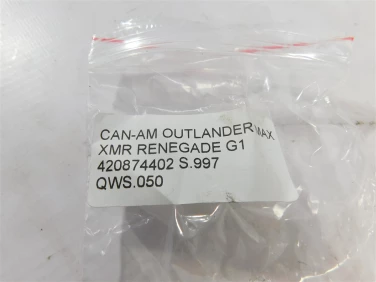 CAN-AM OUTLANDER MAX
XMR RENEGADE G1
420874402 S.997
QWS.050